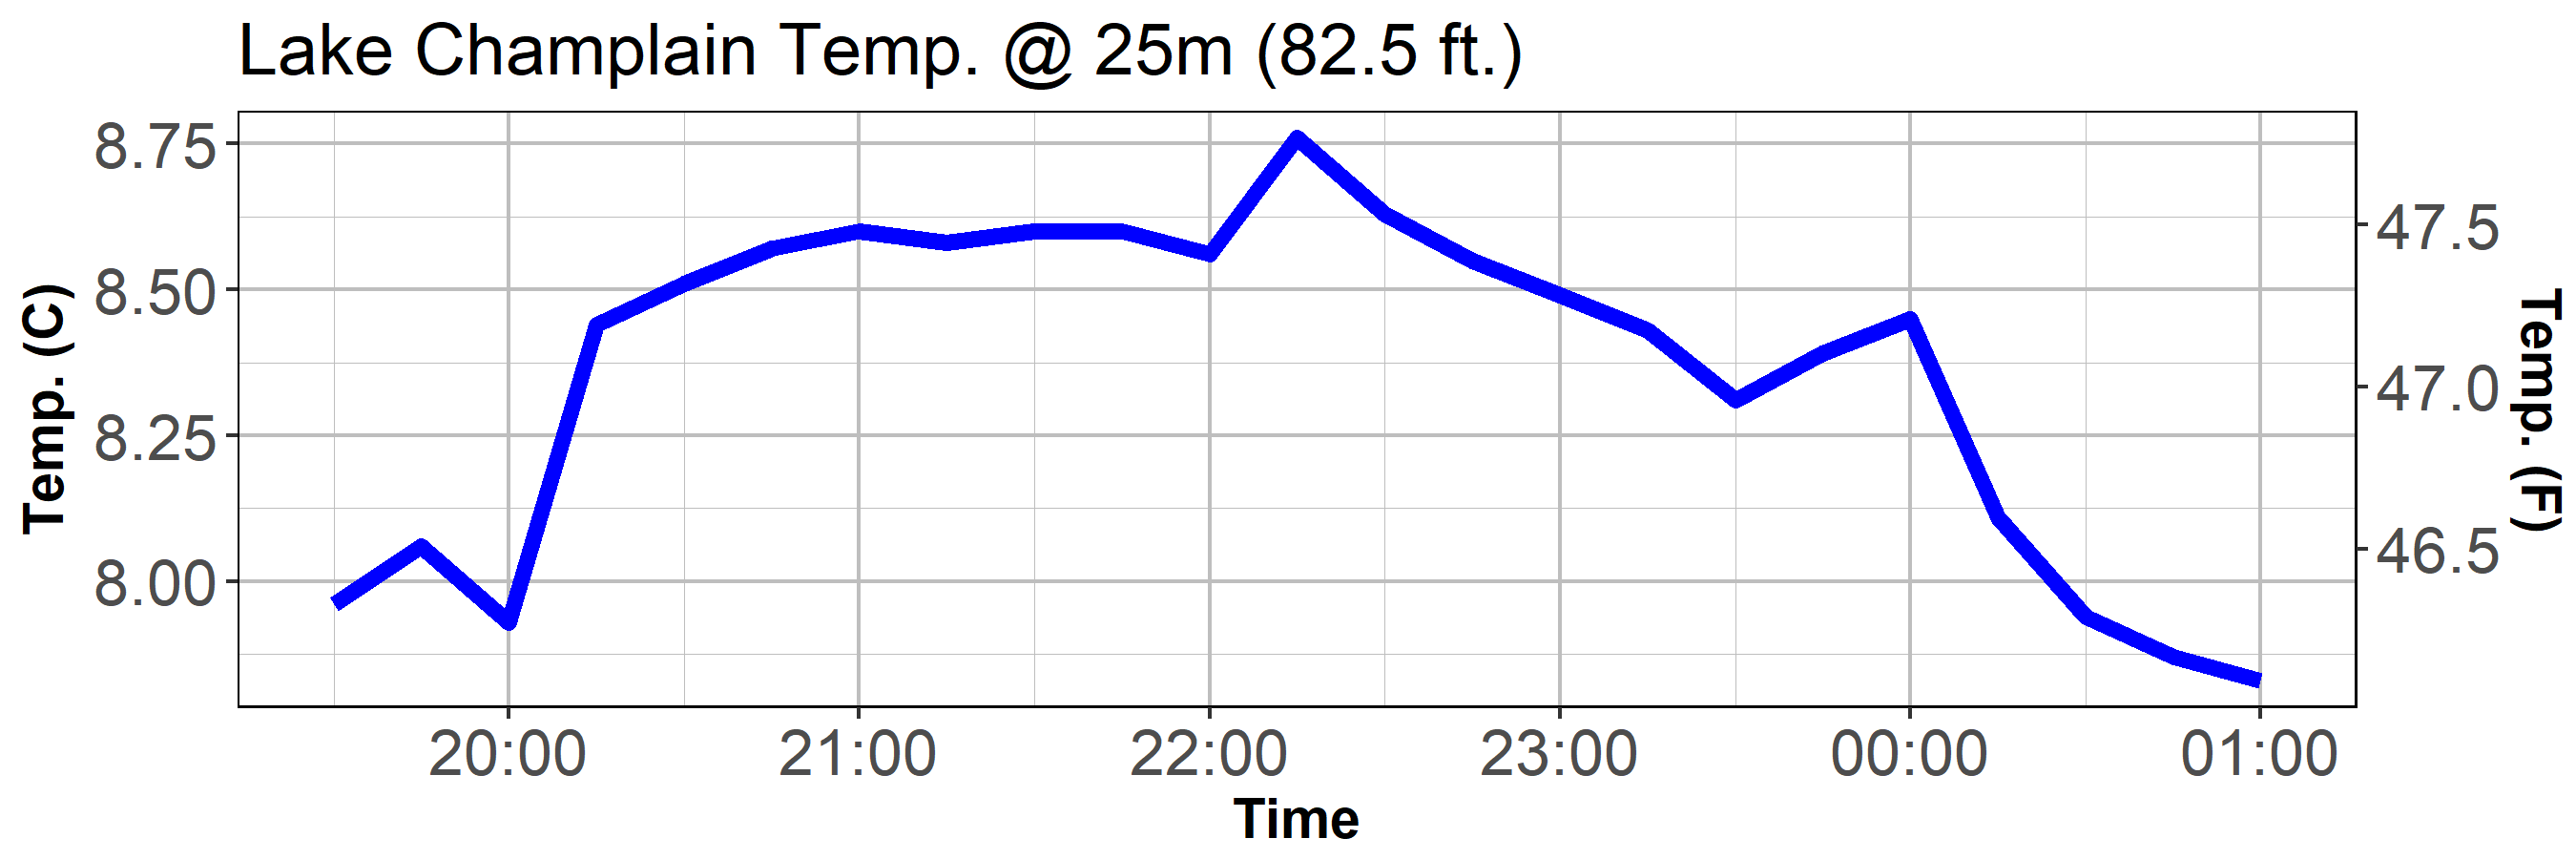 Lake Champlain Temp. @ 25m (82.5 ft.)
Temp. (C)
8.75
8.50
8.25
8.00
47.5
47.0
46.5
Temp. (F)
20:00 21:00 22:00 23:00 00:00 01:00
Time